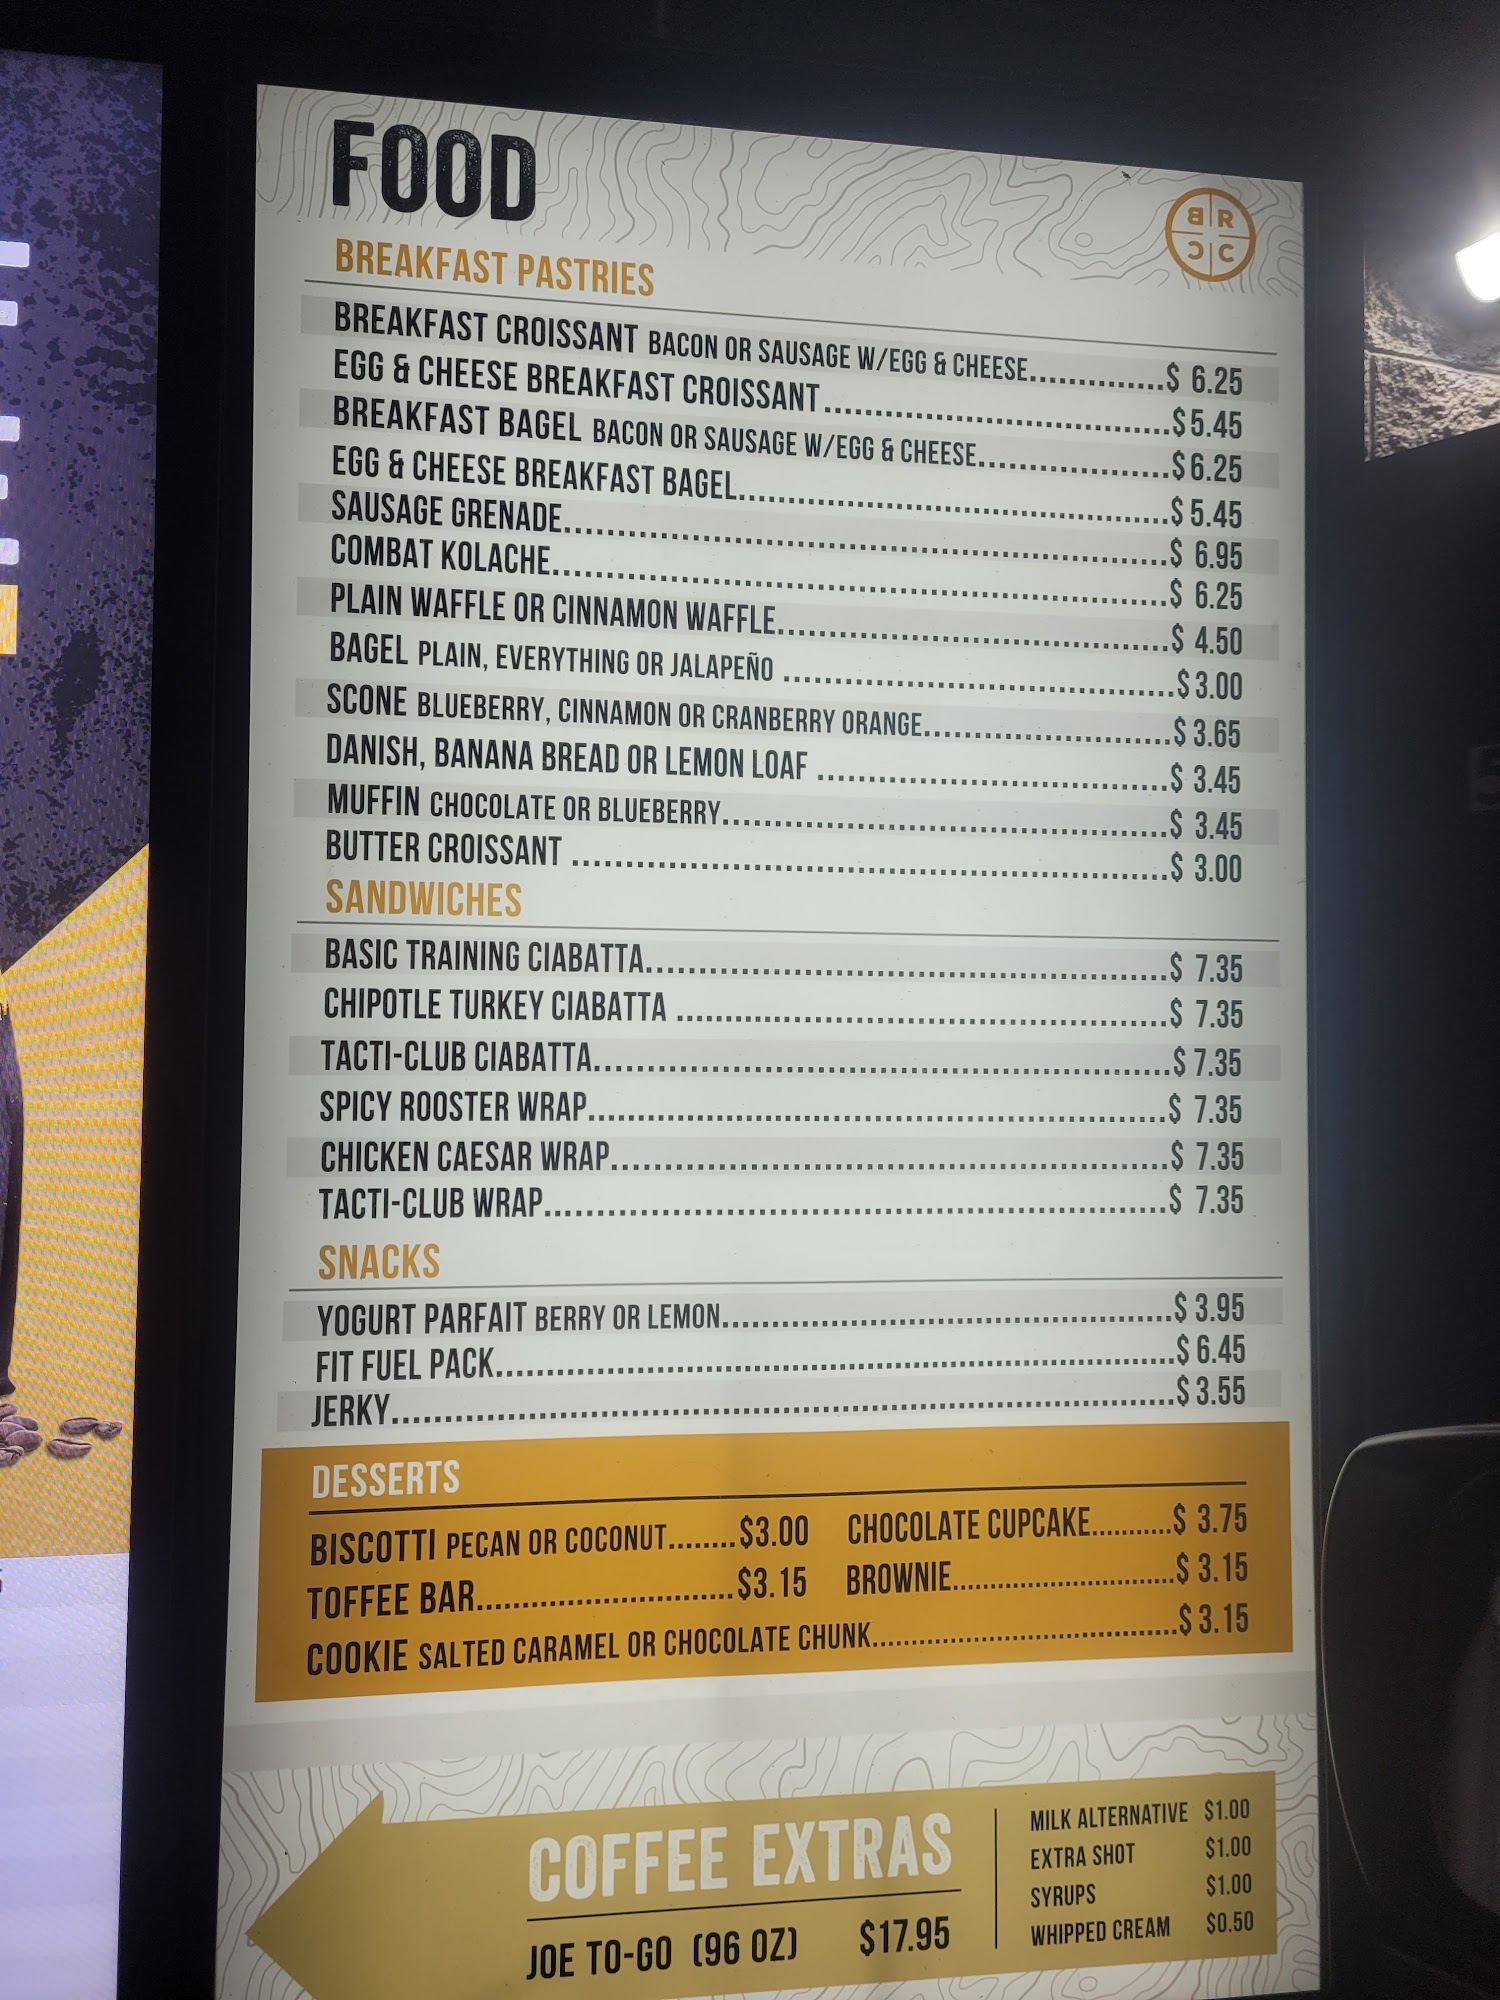 FOOD
BR
CC
BREAKFAST PASTRIES
BREAKFAST CROISSANT BACON OR SAUSAGE W/EGG & CHEESE..............$ 6.25
EGG & CHEESE BREAKFAST CROISSANT..................................$5.45
BREAKFAST BAGEL BACON OR SAUSAGE W/EGG & CHEESE...................$6.25
EGG & CHEESE BREAKFAST BAGEL..........................................$5.45
SAUSAGE GRENADE..........................................................$ 6.95
COMBAT KOLACHE...........................................................$ 6.25
PLAIN WAFFLE OR CINNAMON WAFFLE.....................................$ 4.50
BAGEL PLAIN, EVERYTHING OR JALAPEÑO .....................................$3.00
SCONE BLUEBERRY, CINNAMON OR CRANBERRY ORANGE.......................$3.65
DANISH, BANANA BREAD OR LEMON LOAF .................................$ 3.45
MUFFIN CHOCOLATE OR BLUEBERRY..........................................$ 3.45
BUTTER CROISSANT ........................................................$ 3.00
SANDWICHES
BASIC TRAINING CIABATTA.................................................$ 7.35
CHIPOTLE TURKEY CIABATTA ..............................................$ 7.35
TACTI-CLUB CIABATTA......................................................$7.35
SPICY ROOSTER WRAP......................................................$ 7.35
CHICKEN CAESAR WRAP....................................................$ 7.35
TACTI-CLUB WRAP..........................................................$ 7.35
SNACKS
YOGURT PARFAIT BERRY OR LEMON..........................................$ 3.95
FIT FUEL PACK...............................................................$6.45
JERKY.........................................................................$3.55
DESSERTS
BISCOTTI PECAN OR COCONUT........$3.00 CHOCOLATE CUPCAKE..........$ 3.75
TOFFEE BAR..........................$3.15 BROWNIE.......................$ 3.15
COOKIE SALTED CARAMEL OR CHOCOLATE CHUNK..............................$3.15
COFFEE EXTRAS
JOE TO-GO (96 OZ) $17.95
MILK ALTERNATIVE $1.00
EXTRA SHOT $1.00
SYRUPS $1.00
WHIPPED CREAM $0.50